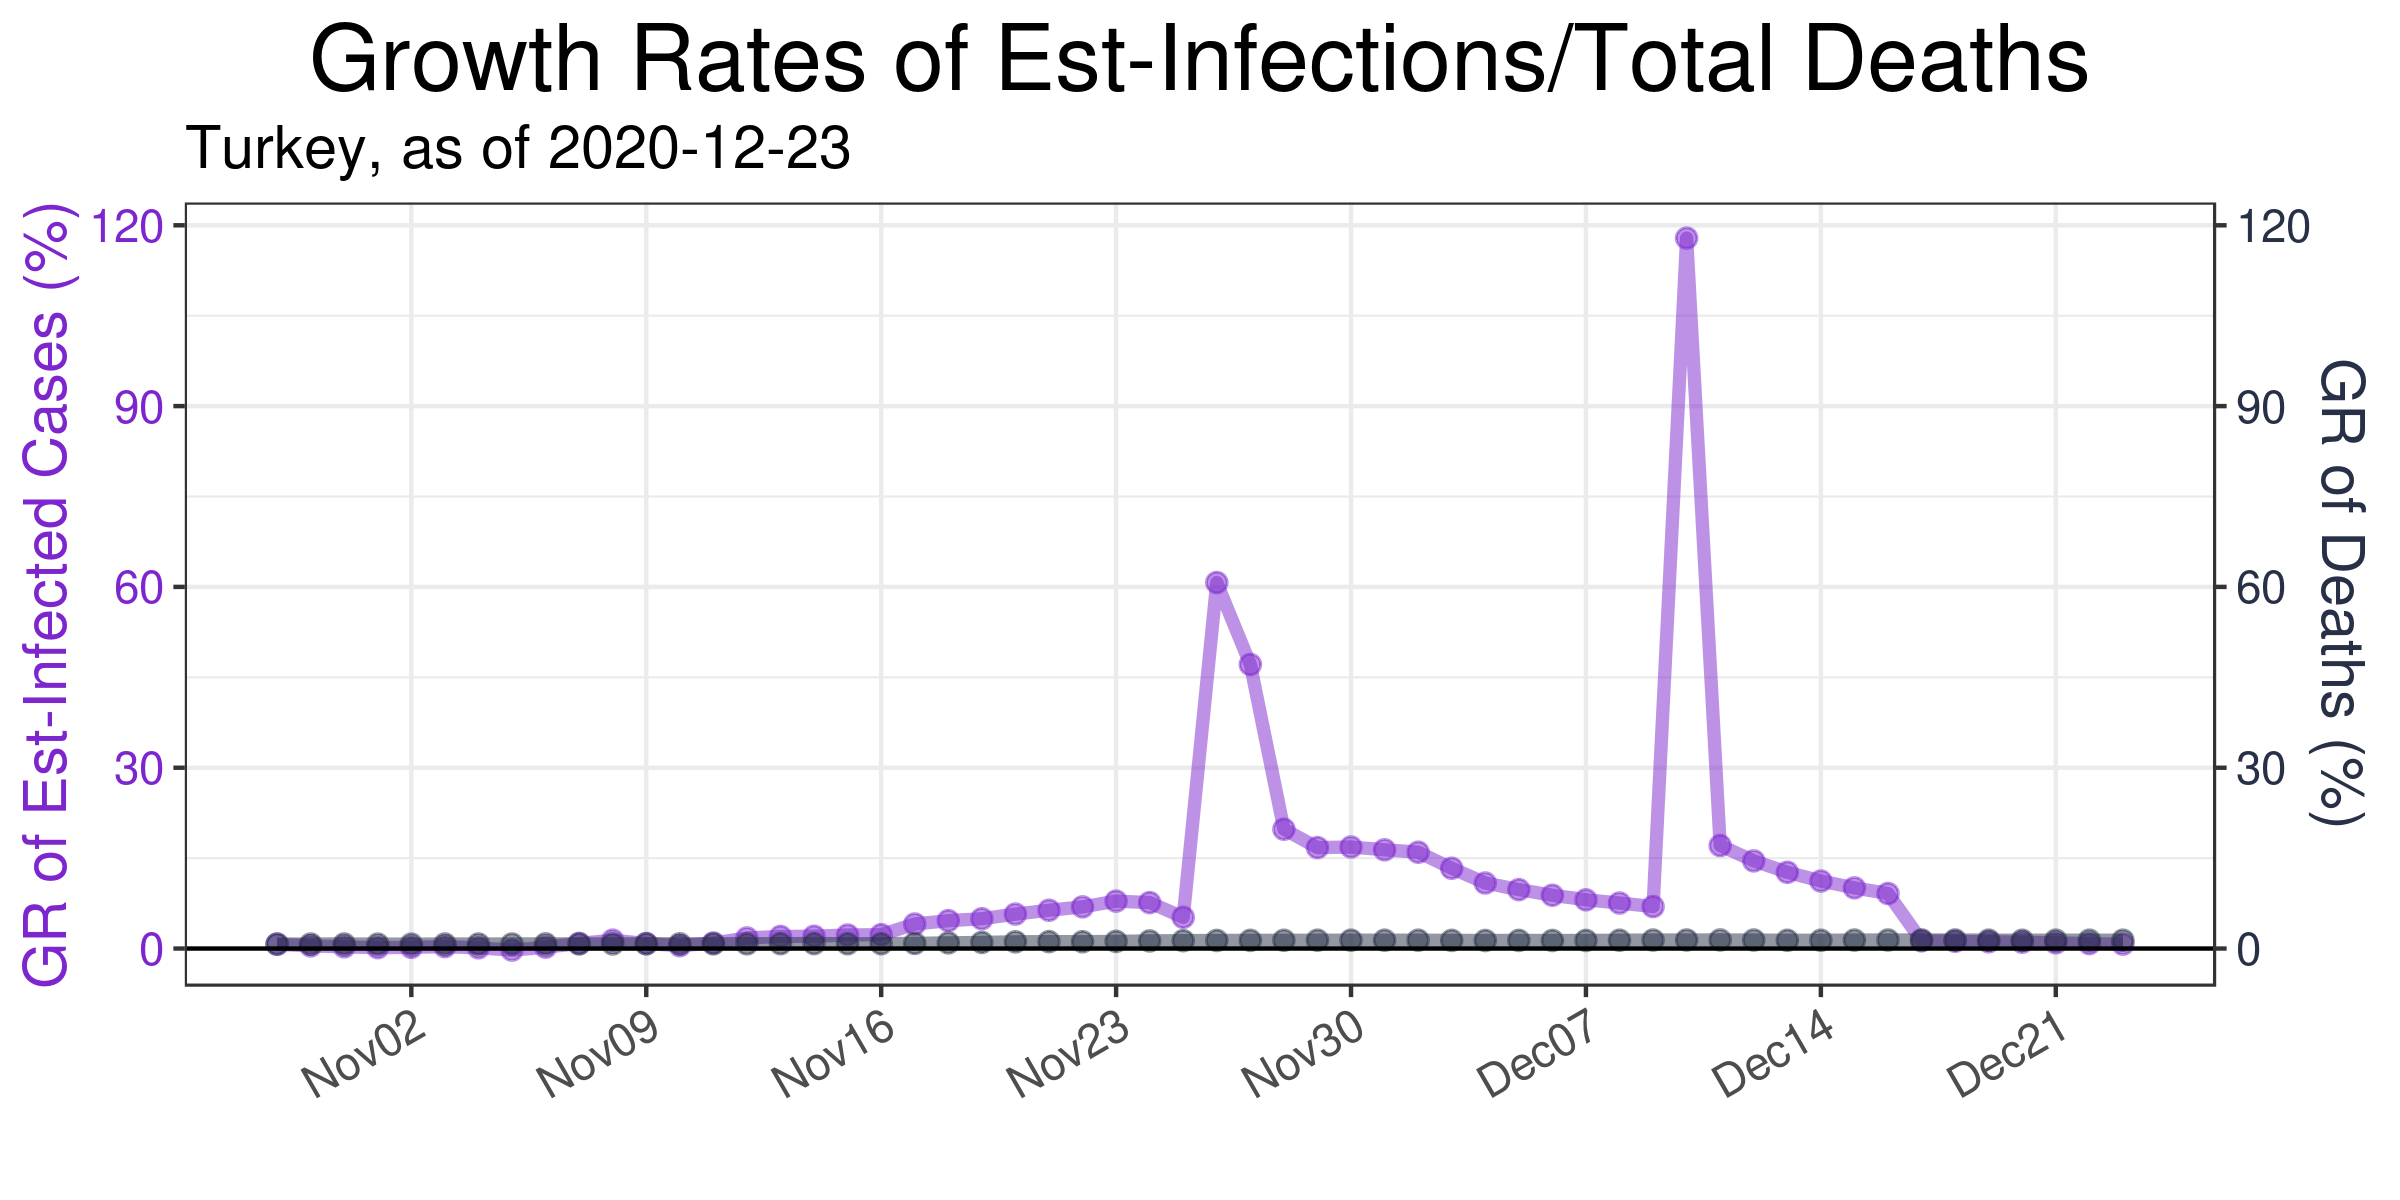 Growth Rates of Est-Infections/Total Deaths
Turkey, as of 2020-12-23
GR of Est-Infected Cases (%)
120
90
60
30
0
120
90
60
30
0
GR of Deaths (%)
Nov02
Nov09
Nov16
Nov23
Nov30
Dec07
Dec14
Dec21